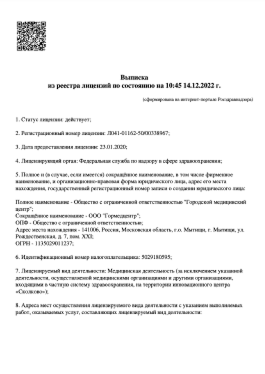 Выписка
из реестра лицензий по состоянию на 10:45 14.12.2022 г.
(сформирована на интернет-портале Росздравнадзора)
1. Статус лицензии: действует;
2. Регистрационный номер лицензии: Л041-01162-50/00338967;
3. Дата предоставления лицензии: 23.01.2020;
4. Лицензирующий орган: Федеральная служба по надзору в сфере здравоохранения;
5. Полное и (в случае, если имеется) сокращённое наименование, в том числе фирменное
наименование, и организационно-правовая форма юридического лица, адрес его места
нахождения, государственный регистрационный номер записи о создании юридического лица:
Полное наименование - Общество с ограниченной ответственностью "Городской медицинский
центр";
Сокращённое наименование - ООО "Гормедцентр";
ОПФ - Общество с ограниченной ответственностью;
Адрес места нахождения - 141006, Россия, Московская область, г.о. Мытищи, г. Мытищи, ул.
Рождественская, д. 7, пом. XXI;
ОГРН - 1135029011237;
6. Идентификационный номер налогоплательщика: 5029180595;
7. Лицензируемый вид деятельности: Медицинская деятельность (за исключением указанной
деятельности, осуществляемой медицинскими организациями и другими организациями,
входящими в частную систему здравоохранения, на территории инновационного центра
«Сколково»);
8. Адреса мест осуществления лицензируемого вида деятельности с указанием выполняемых
работ, оказываемых услуг, составляющих лицензируемый вид деятельности: